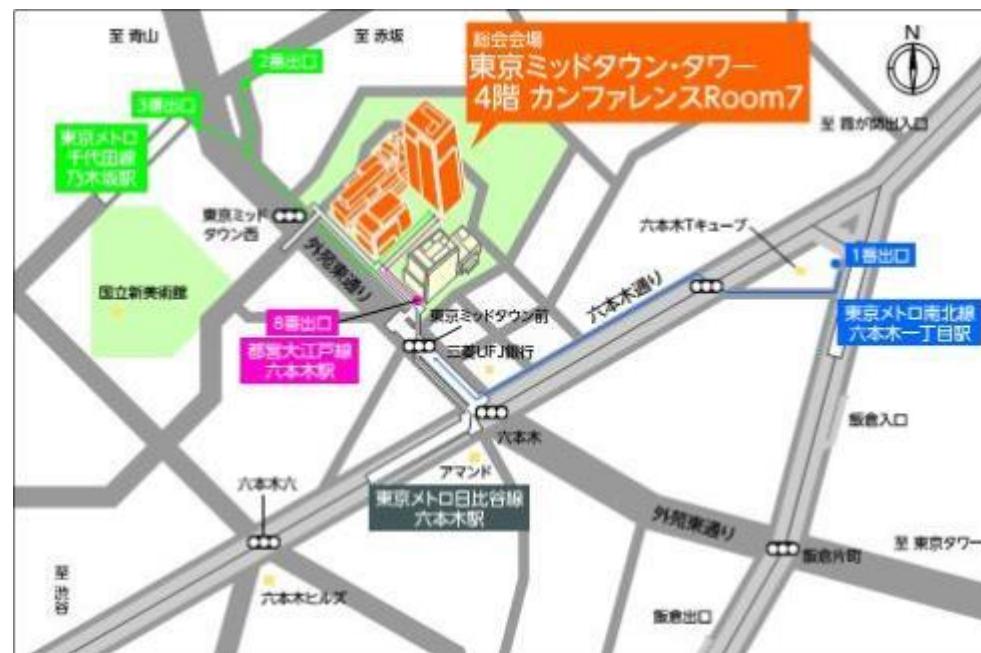 至 青山
至 赤坂
総会会場
東京ミッドタウン・タワー
4階 カンファレンスRoom7
N
2番出口
3番出口
東京メトロ
千代田線
乃木坂駅
至 霞が関出入口
東京ミッド
タウン西
外苑東通り
六本木Tキューブ
1番出口
国立新美術館
六本木通り
東京メトロ南北線
六本木一丁目駅
8番出口
東京ミッドタウン前
都営大江戸線
六本木駅
三菱UFJ銀行
飯倉入口
六本木
アマンド
六本木六
東京メトロ日比谷線
六本木駅
外苑東通り
至 東京タワー
飯倉片町
至 渋谷
六本木ヒルズ
飯倉出口